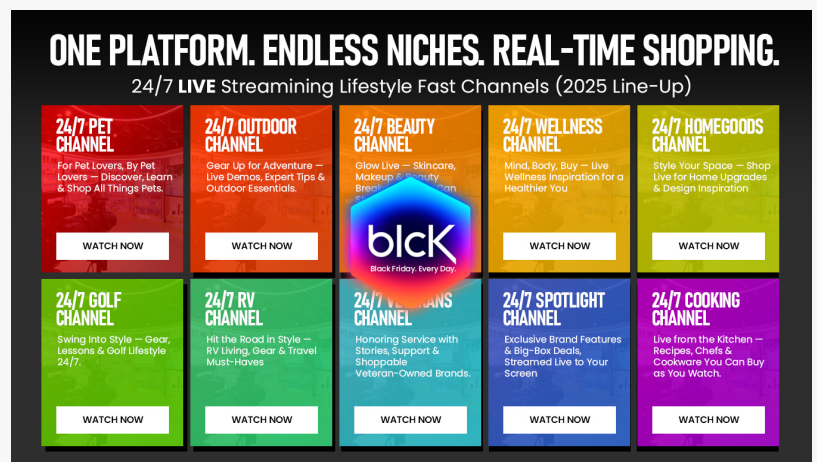 ONE PLATFORM. ENDLESS NICHES. REAL-TIME SHOPPING.
24/7 LIVE Streamining Lifestyle Fast Channels (2025 Line-Up)
24/7 PET
CHANNEL
For Pet Lovers, By Pet
Lovers — Discover, Learn
& Shop All Things Pets.
WATCH NOW
24/7 OUTDOOR
CHANNEL
Gear Up for Adventure —
Live Demos, Expert Tips &
Outdoor Essentials.
WATCH NOW
24/7 BEAUTY
CHANNEL
Glow Live — Skincare,
Makeup & Beauty
Can
24/7 WELLNESS
CHANNEL
Mind, Body, Buy — Live
Wellness Inspiration for a
Healthier You
WATCH NOW
24/7 HOMEGOODS
CHANNEL
Style Your Space — Shop
Live for Home Upgrades
& Design Inspiration
WATCH NOW
blcK
Black Friday. Every Day.
24/7 GOLF
CHANNEL
Swing Into Style — Gear,
Lessons & Golf Lifestyle
24/7.
WATCH NOW
24/7 RV
CHANNEL
Hit the Road in Style —
RV Living, Gear & Travel
Must-Haves
WATCH NOW
24/7 VETERANS
CHANNEL
Honoring Service with
Stories, Support &
Shoppable
Veteran-Owned Brands.
WATCH NOW
24/7 SPOTLIGHT
CHANNEL
Exclusive Brand Features
& Big-Box Deals,
Streamed Live to Your
Screen
WATCH NOW
24/7 COOKING
CHANNEL
Live from the Kitchen —
Recipes, Chefs &
Cookware You Can Buy
as You Watch.
WATCH NOW